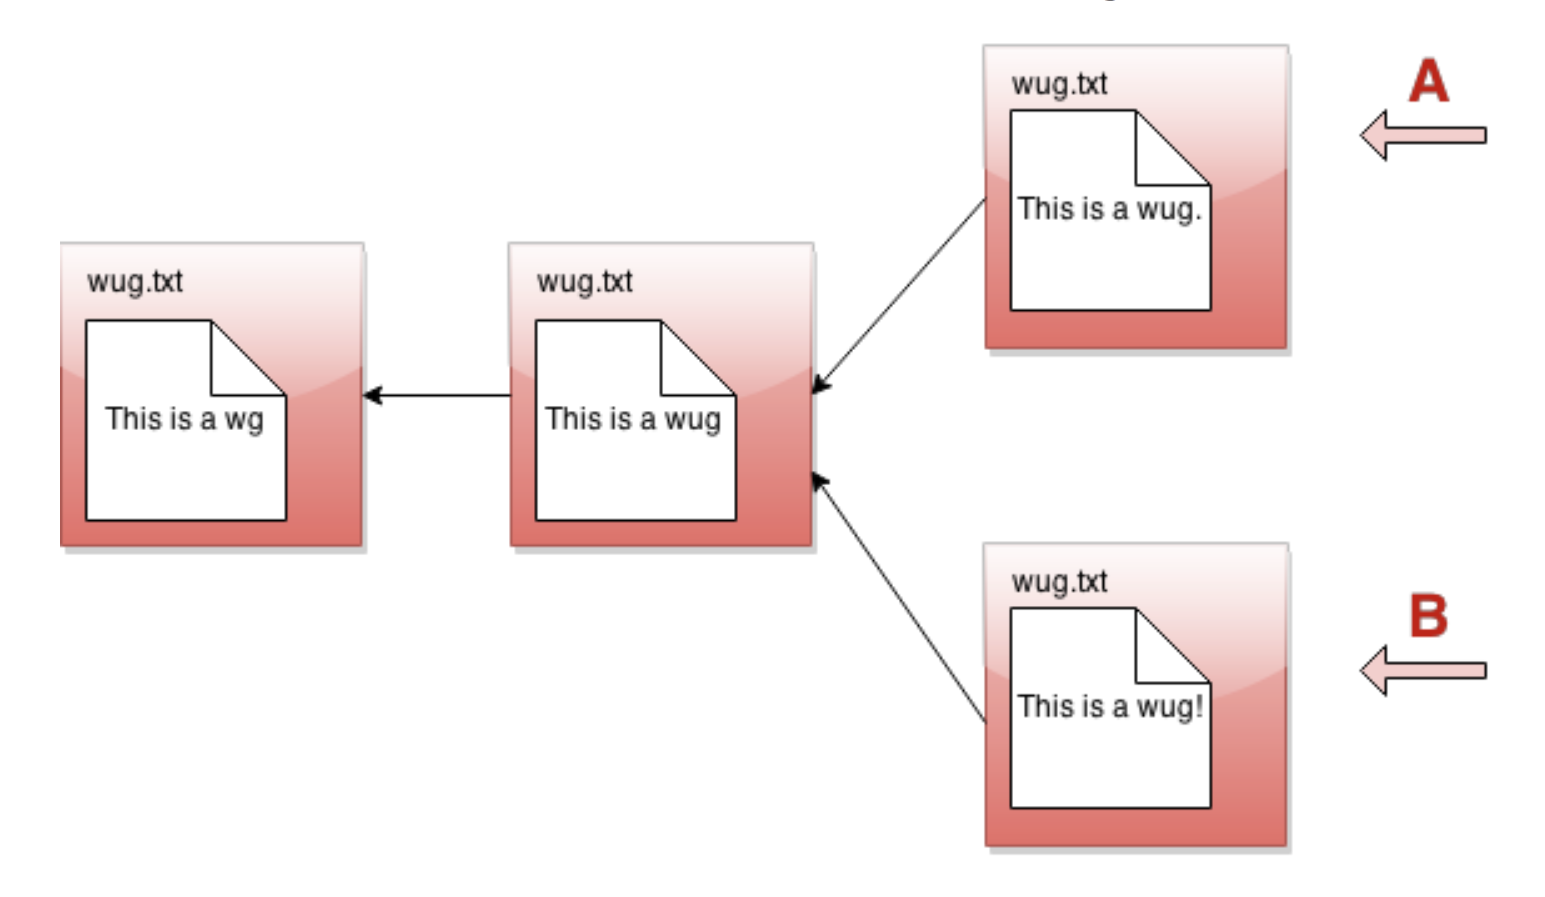 wug.txt
This is a wg
wug.txt
This is a wug
wug.txt
This is a wug.
A
wug.txt
This is a wug!
B